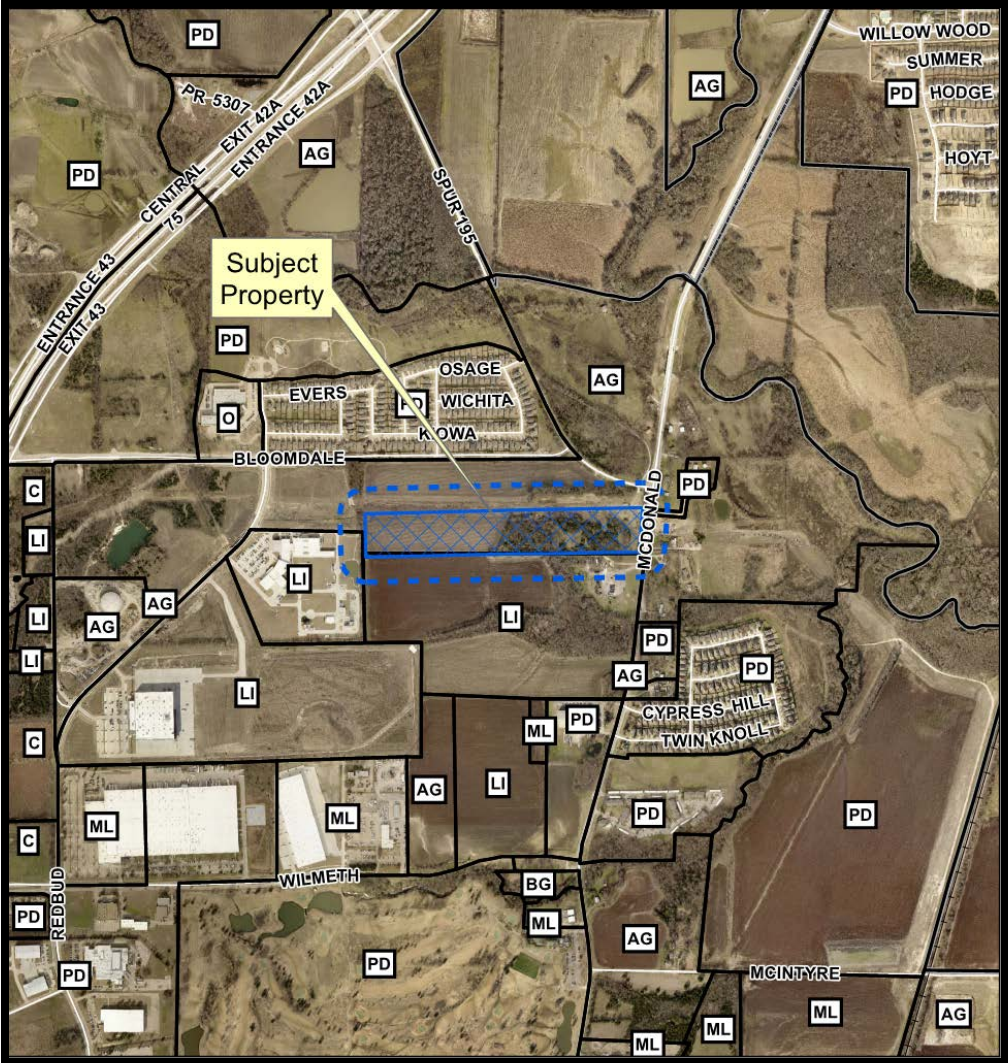 PD
WILLOW WOOD
SUMMER
PD
HODGE
HOYT
PR 5307
EXIT 42A
ENTRANCE 42A
AG
AG
PD
CENTRAL
75
SPUR 195
ENTRANCE 43
EXIT 43
Subject
Property
PD
OSAGE
AG
EVERS
PD
WICHITA
O
KIOWA
BLOOMDALE
C
PD
MCDONALD
LI
LI
AG
AG
LI
LI
LI
PD
AG
PD
LI
CYPRESS HILL
TWIN KNOLL
C
ML
PD
AG
LI
PD
PD
ML
ML
C
WILMETH
BG
ML
PD
REDBUD
AG
PD
PD
MCINTYRE
ML
AG
ML
ML